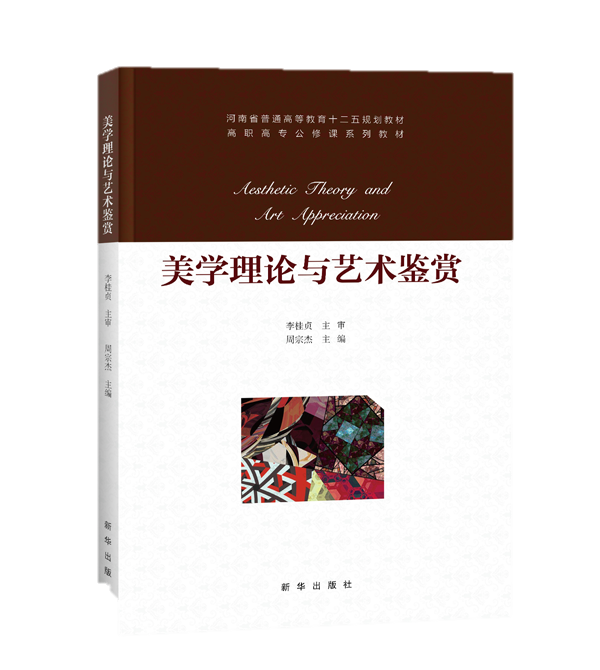 河南省普通高等教育十二五规划教材
高职高专公修课系列教材
Aesthetic Theory and
Art Appreciation
美学理论与艺术鉴赏
李桂贞 主 审
周宗杰 主 编
新华出版社
美学理论与艺术鉴赏
李桂贞 主审
周宗杰 主编
新华出版